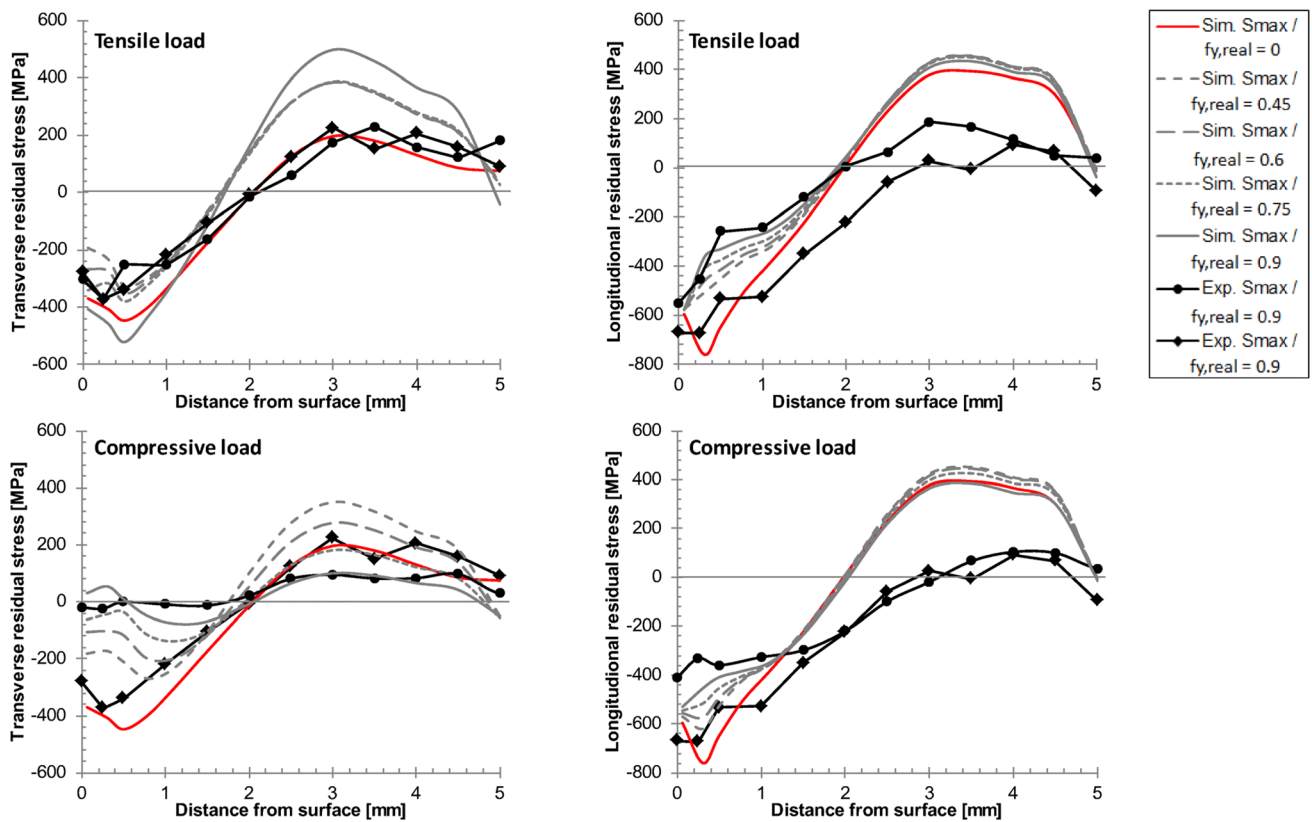 Tensile load
Transverse residual stress [MPa]
600
400
200
0
-200
-400
-600
0 1 2 3 4 5
Distance from surface [mm]
Tensile load
Longitudional residual stress [MPa]
600
400
200
0
-200
-400
-600
-800
0 1 2 3 4 5
Distance from surface [mm]
Sim. Smax /
fy,real = 0
Sim. Smax /
fy,real = 0.45
Sim. Smax /
fy,real = 0.6
Sim. Smax /
fy,real = 0.75
Sim. Smax /
fy,real = 0.9
Exp. Smax /
fy,real = 0.9
Exp. Smax /
fy,real = 0.9
Compressive load
Transverse residual stress [MPa]
600
400
200
0
-200
-400
-600
0 1 2 3 4 5
Distance from surface [mm]
Compressive load
Longitudional residual stress [MPa]
600
400
200
0
-200
-400
-600
-800
0 1 2 3 4 5
Distance from surface [mm]